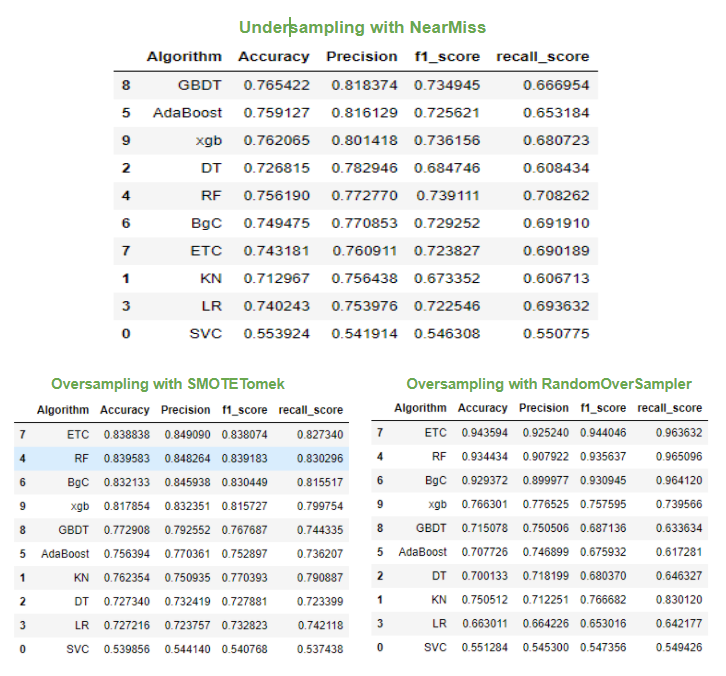 Undersampling with NearMiss
Algorithm Accuracy Precision f1_score recall_score
8 GBDT 0.765422 0.818374 0.734945 0.666954
5 AdaBoost 0.759127 0.816129 0.725621 0.653184
9 xgb 0.762065 0.801418 0.736156 0.680723
2 DT 0.726815 0.782946 0.684746 0.608434
4 RF 0.756190 0.772770 0.739111 0.708262
6 BgC 0.749475 0.770853 0.729252 0.691910
7 ETC 0.743181 0.760911 0.723827 0.690189
1 KN 0.712967 0.756438 0.673352 0.606713
3 LR 0.740243 0.753976 0.722546 0.693632
0 SVC 0.553924 0.541914 0.546308 0.550775
Oversampling with SMOTETomek
Algorithm Accuracy Precision f1_score recall_score
7 ETC 0.838838 0.849090 0.838074 0.827340
4 RF 0.839583 0.848264 0.839183 0.830296
6 BgC 0.832133 0.845938 0.830449 0.815517
9 xgb 0.817854 0.832351 0.815727 0.799754
8 GBDT 0.772908 0.792552 0.767687 0.744335
5 AdaBoost 0.756394 0.770361 0.752897 0.736207
1 KN 0.762354 0.750935 0.770393 0.790887
2 DT 0.727340 0.732419 0.727881 0.723399
3 LR 0.727216 0.723757 0.732823 0.742118
0 SVC 0.539856 0.544140 0.540768 0.537438
Oversampling with RandomOverSampler
Algorithm Accuracy Precision f1_score recall_score
7 ETC 0.943594 0.925240 0.944046 0.963632
4 RF 0.934434 0.907922 0.935637 0.965096
6 BgC 0.929372 0.899977 0.930945 0.964120
9 xgb 0.766301 0.776525 0.757595 0.739566
8 GBDT 0.715078 0.750506 0.687136 0.633634
5 AdaBoost 0.707726 0.746899 0.675932 0.617281
2 DT 0.700133 0.718199 0.680370 0.646327
1 KN 0.750512 0.712251 0.766682 0.830120
3 LR 0.663011 0.664226 0.653016 0.642177
0 SVC 0.551284 0.545300 0.547356 0.549426